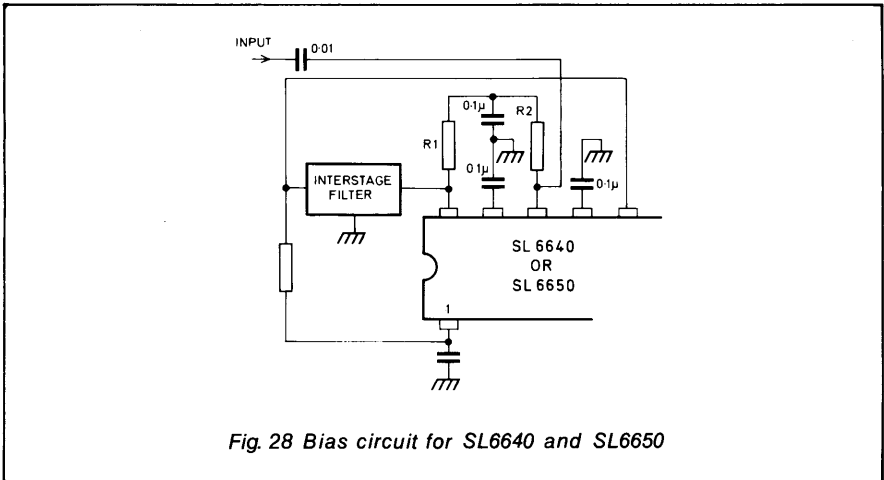 INPUT
0·01
0·1µ
R2
R1
0·1µ
0·1µ
INTERSTAGE
FILTER
SL 6640
OR
SL 6650
1
Fig. 28 Bias circuit for SL6640 and SL6650